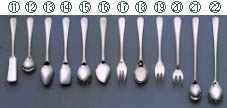 ⑪ ⑫ ⑬ ⑭ ⑮ ⑯ ⑰ ⑱ ⑲ ⑳ ㉑ ㉒